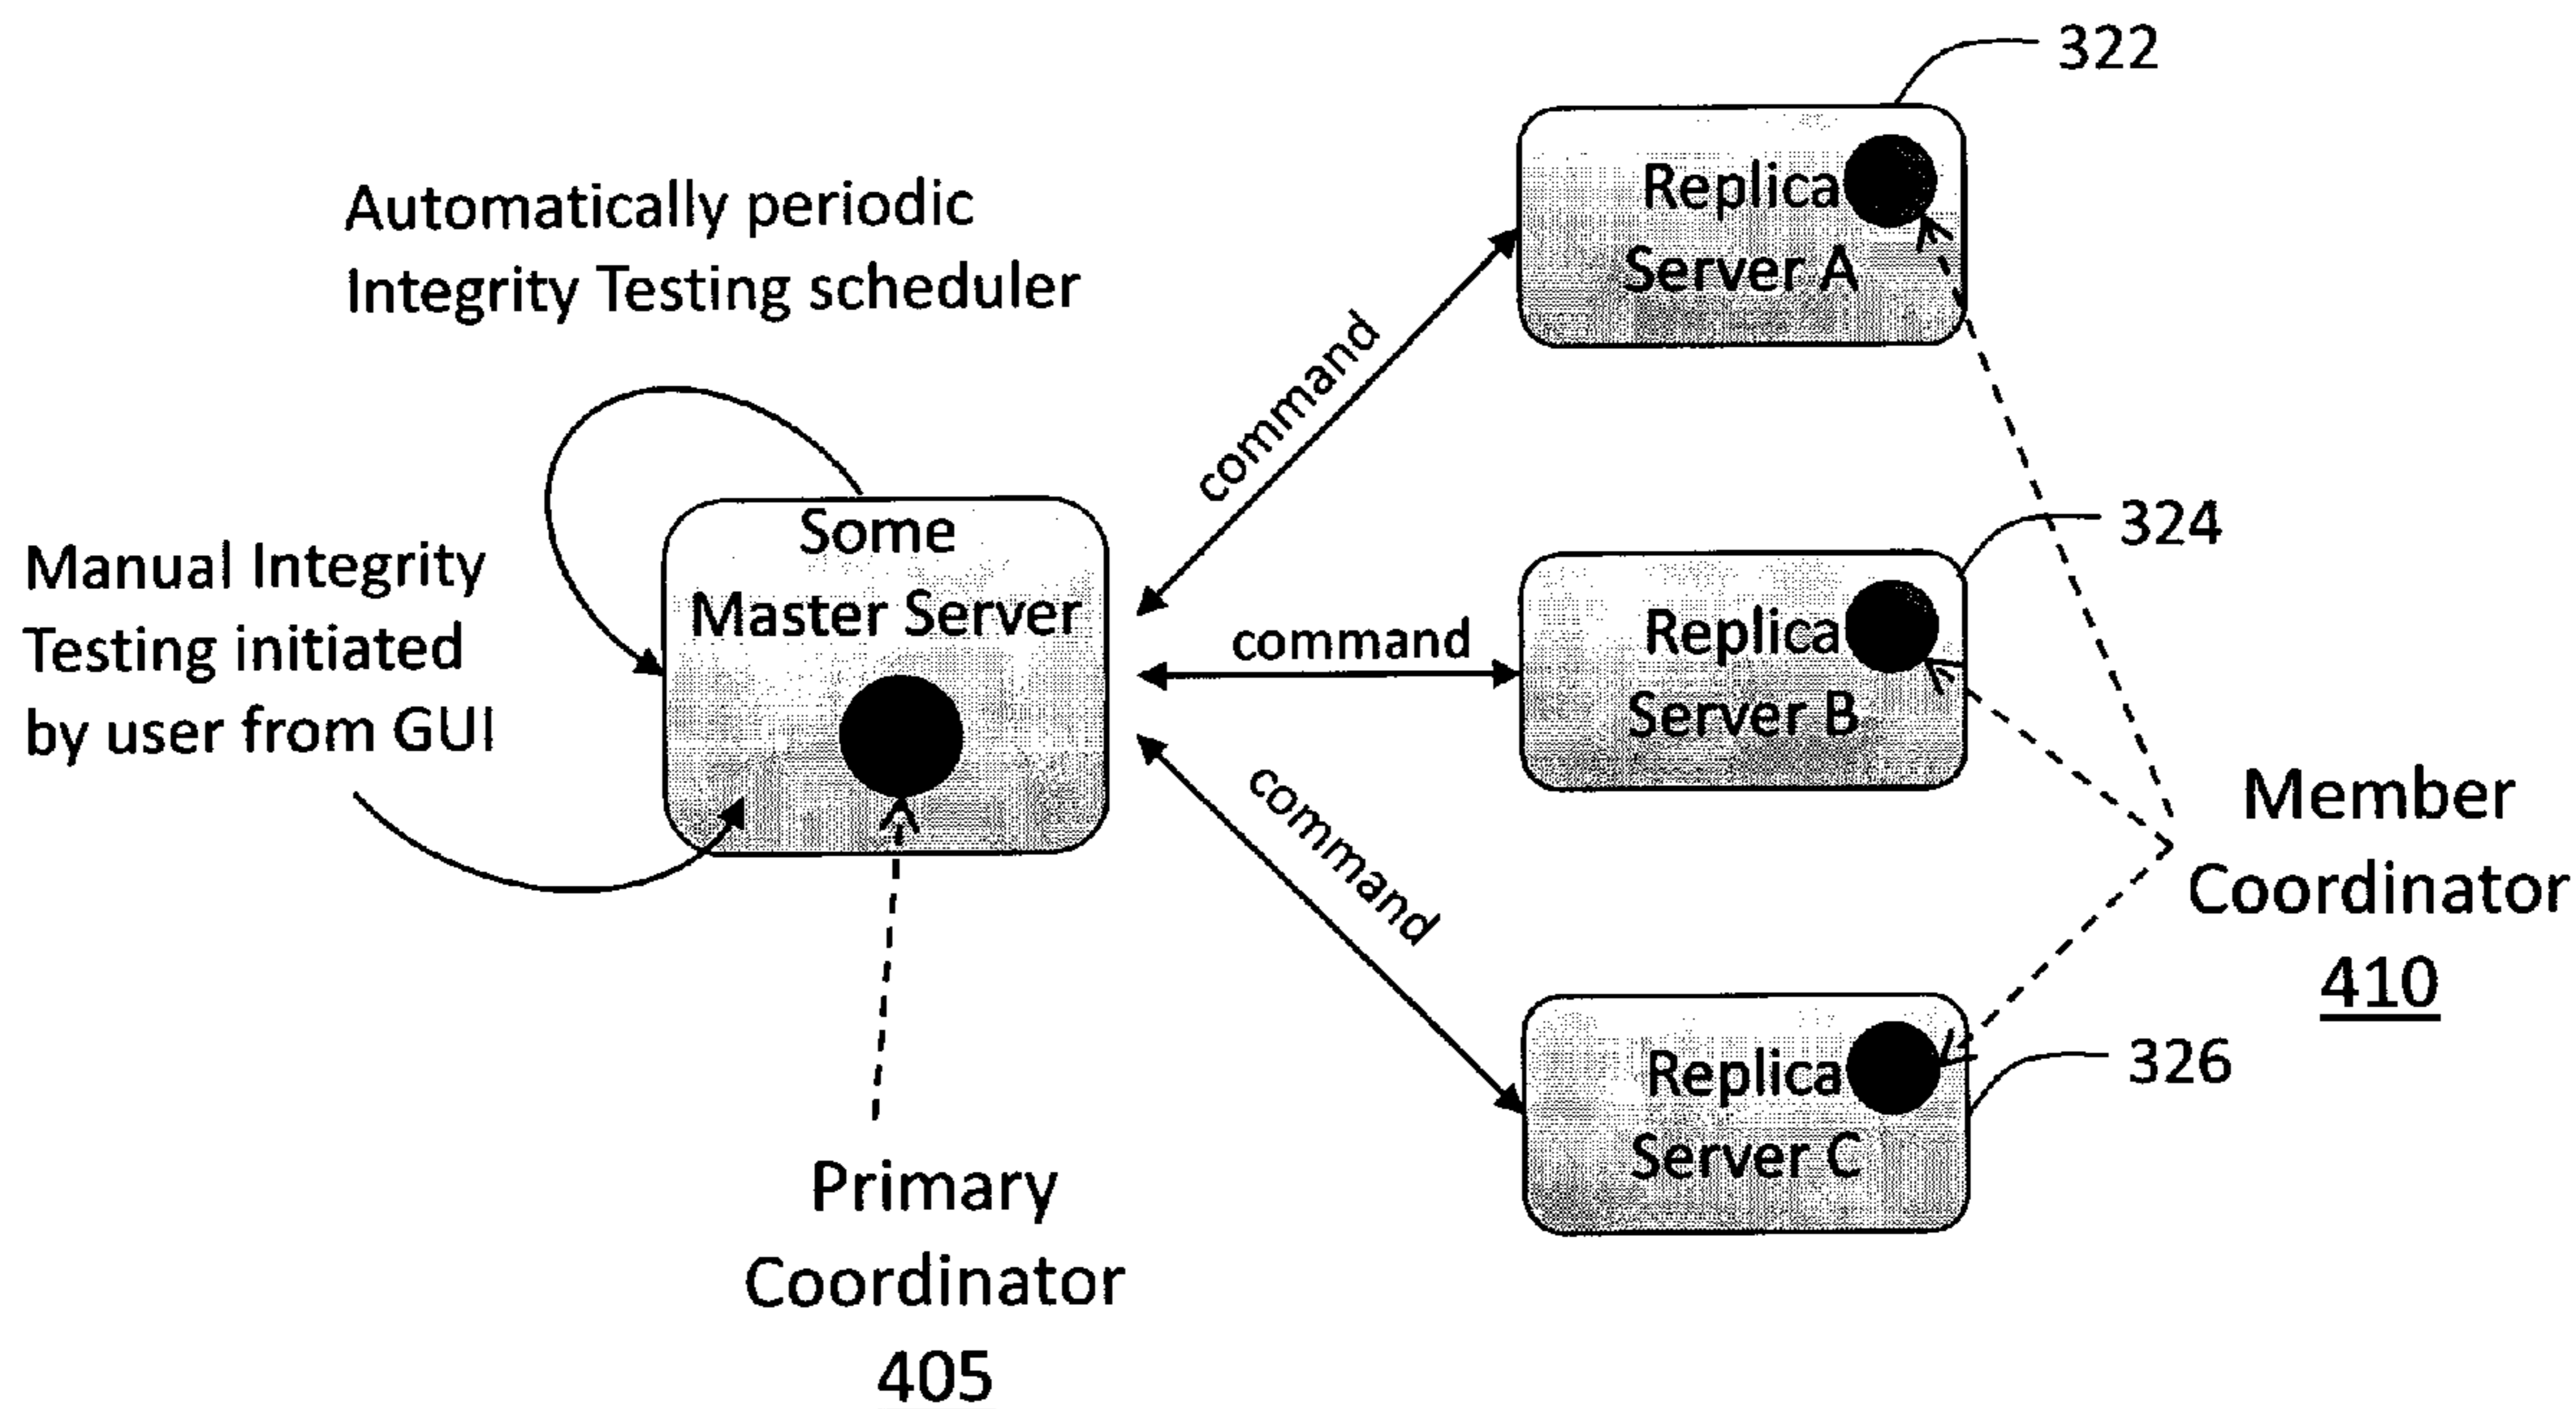 Automatically periodic
Integrity Testing scheduler
Manual Integrity
Testing initiated
by user from GUI
Some
Master Server
Primary
Coordinator
405
command
command
command
322
Replica
Server A
324
Replica
Server B
326
Replica
Server C
Member
Coordinator
410